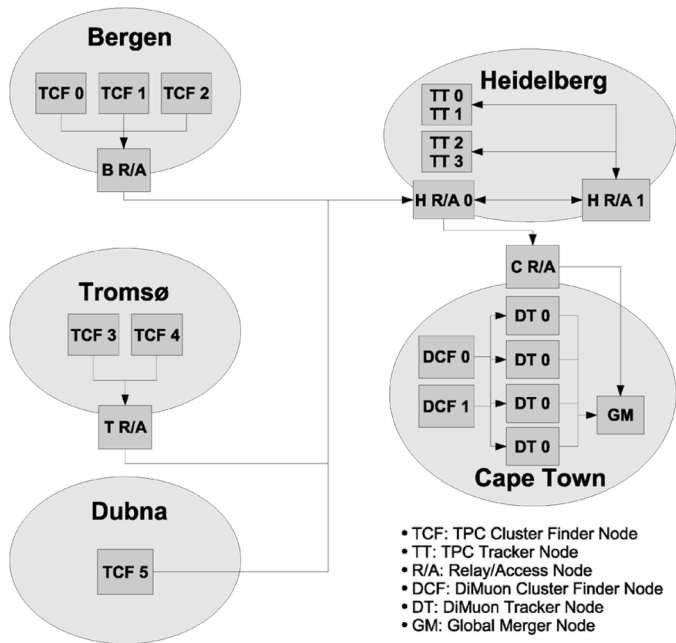 Bergen
TCF 0 TCF 1 TCF 2
B R/A
Heidelberg
TT 0
TT 1
TT 2
TT 3
H R/A 0 H R/A 1
Tromsø
TCF 3 TCF 4
T R/A
Dubna
TCF 5
C R/A
DT 0
DCF 0
DT 0
DCF 1
DT 0
GM
DT 0
Cape Town
• TCF: TPC Cluster Finder Node
• TT: TPC Tracker Node
• R/A: Relay/Access Node
• DCF: DiMuon Cluster Finder Node
• DT: DiMuon Tracker Node
• GM: Global Merger Node